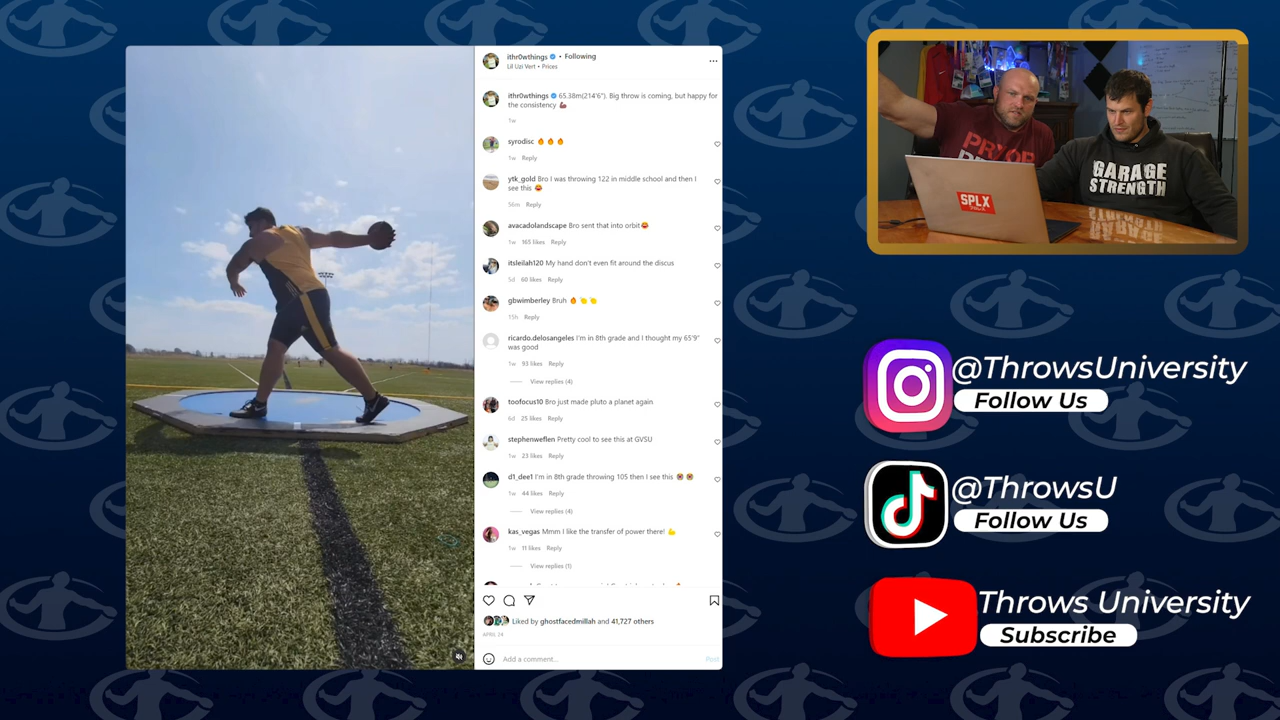 ithr0wthings • Following
Lil Uzi Vert • Prices
ithr0wthings 65.38m(214'6"). Big throw is coming, but happy for
the consistency 💪🏾
1w
syrodisc 🔥 🔥 🔥
1w Reply
ytk_gold Bro I was throwing 122 in middle school and then I
see this
56m Reply
avacadolandscape Bro sent that into orbit
1w 165 likes Reply
itsleilah120 My hand don't even fit around the discus
5d 60 likes Reply
gbwimberley Bruh 🔥
15h Reply
ricardo.delosangeles I'm in 8th grade and I thought my 65'9"
was good
1w 93 likes Reply
View replies (4)
toofocus10 Bro just made pluto a planet again.
6d 25 likes Reply
stephenweflen Pretty cool to see this at GVSU
1w 23 likes Reply
d1_dee1 I'm in 8th grade throwing 105 then I see this
1w 44 likes Reply
View replies (4)
kas_vegas Mmm I like the transfer of power there! 💪
1w 11 likes Reply
View replies (1)
Liked by ghostfacedmillah and 41,727 others
APRIL 24
Add a comment...
Post
PRYOR
GARAGE
STRENGTH
SPLX
@ThrowsUniversity
Follow Us
@ThrowsU
Follow Us
Throws University
Subscribe